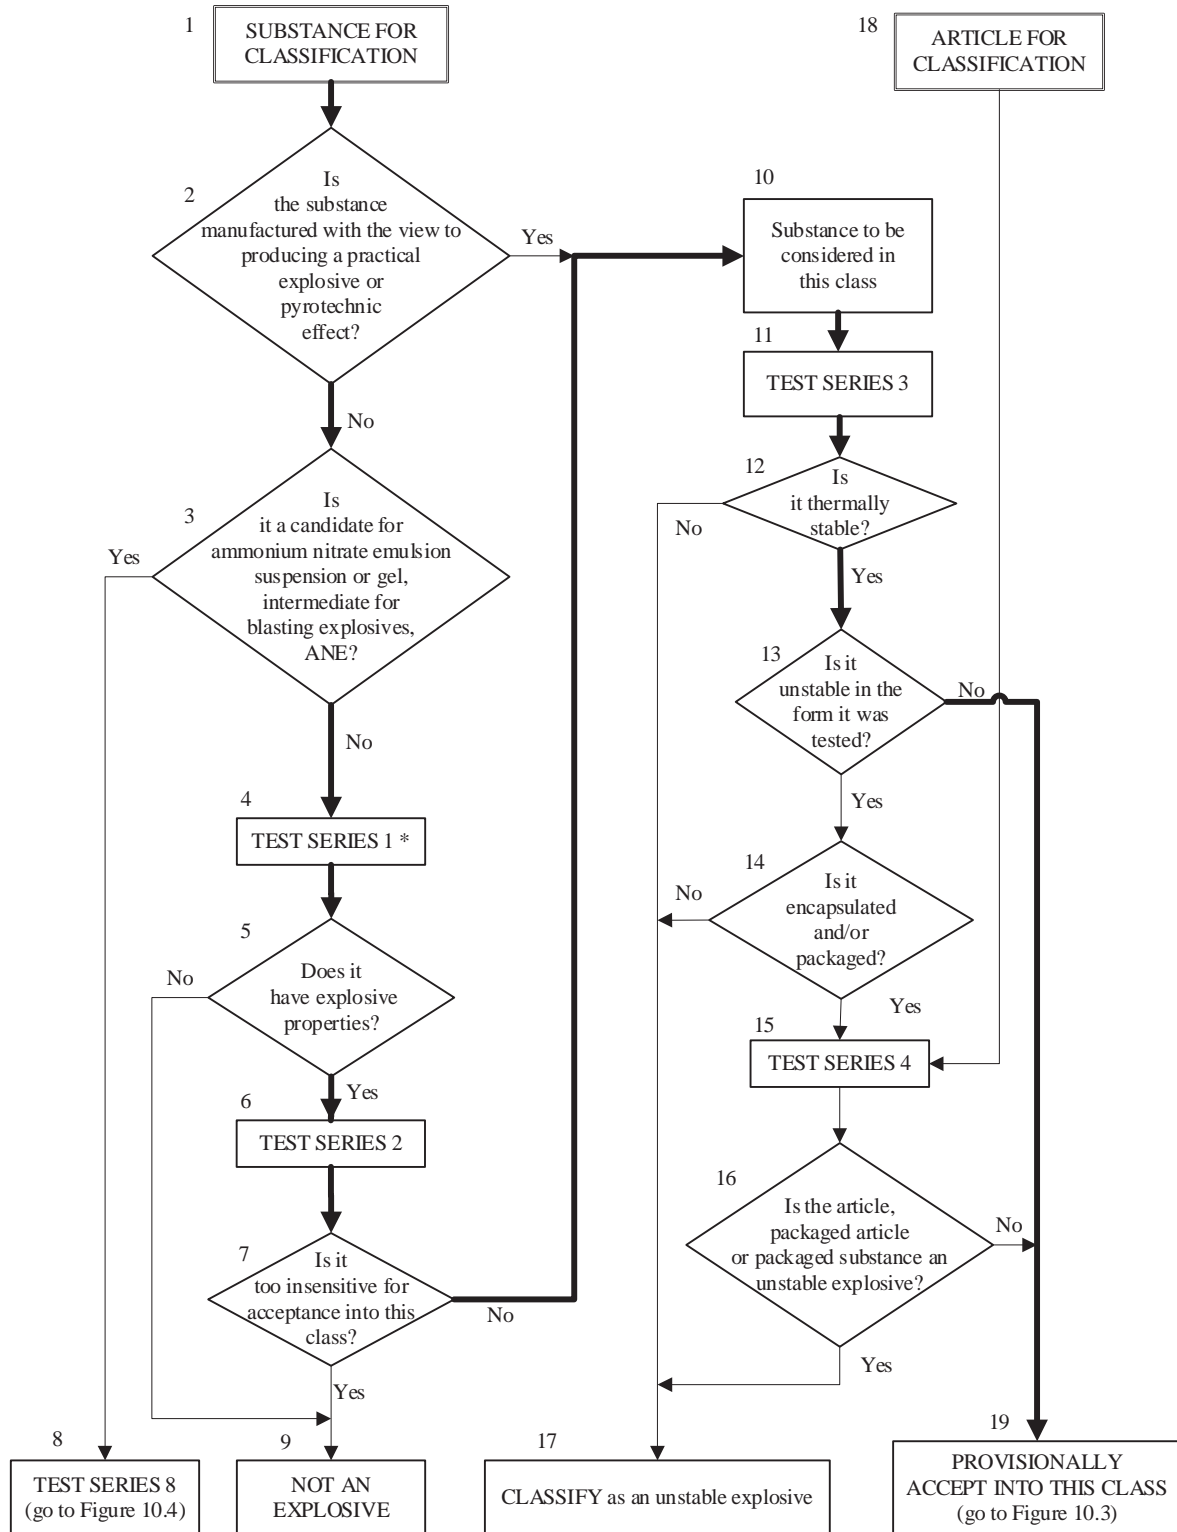 1
SUBSTANCE FOR
CLASSIFICATION
18
ARTICLE FOR
CLASSIFICATION
2
Is
the substance
manufactured with the view to
producing a practical
explosive or
pyrotechnic
effect?
Yes
No
10
Substance to be
considered in
this class
11
TEST SERIES 3
12
Is
it thermally
stable?
No
Yes
3
Is
it a candidate for
ammonium nitrate emulsion
suspension or gel,
intermediate for
blasting explosives,
ANE?
Yes
No
13
Is it
unstable in the
form it was
tested?
No
Yes
4
TEST SERIES 1 *
14
Is it
encapsulated
and/or
packaged?
No
Yes
5
Does it
have explosive
properties?
No
Yes
15
TEST SERIES 4
6
TEST SERIES 2
16
Is the article,
packaged article
or packaged substance an
unstable explosive?
No
Yes
7
Is it
too insensitive for
acceptance into this
class?
No
Yes
8
TEST SERIES 8
(go to Figure 10.4)
9
NOT AN
EXPLOSIVE
17
CLASSIFY as an unstable explosive
19
PROVISIONALLY
ACCEPT INTO THIS CLASS
(go to Figure 10.3)